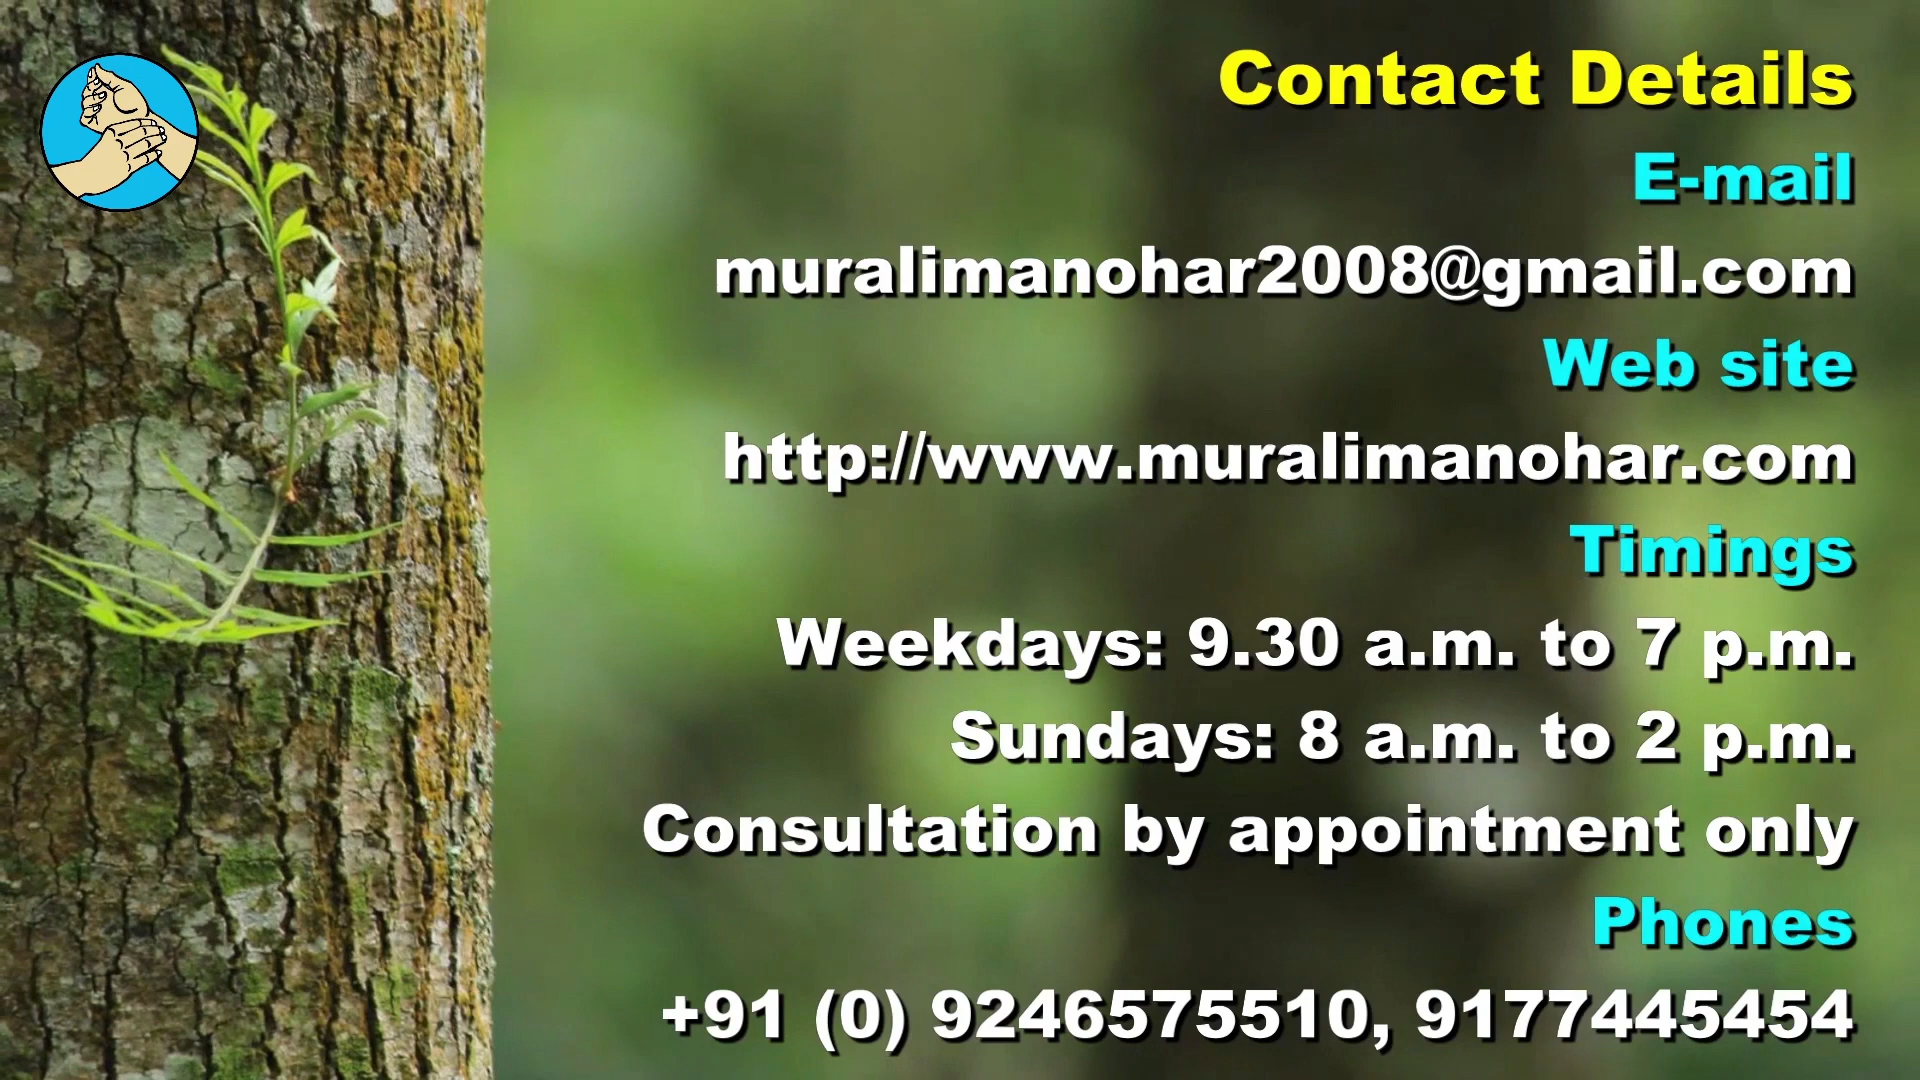 Contact Details
E-mail
muralimanohar2008@gmail.com
Web site
http://www.muralimanohar.com
Timings
Weekdays: 9.30 a.m. to 7 p.m.
Sundays: 8 a.m. to 2 p.m.
Consultation by appointment only
Phones
+91 (0) 9246575510, 9177445454